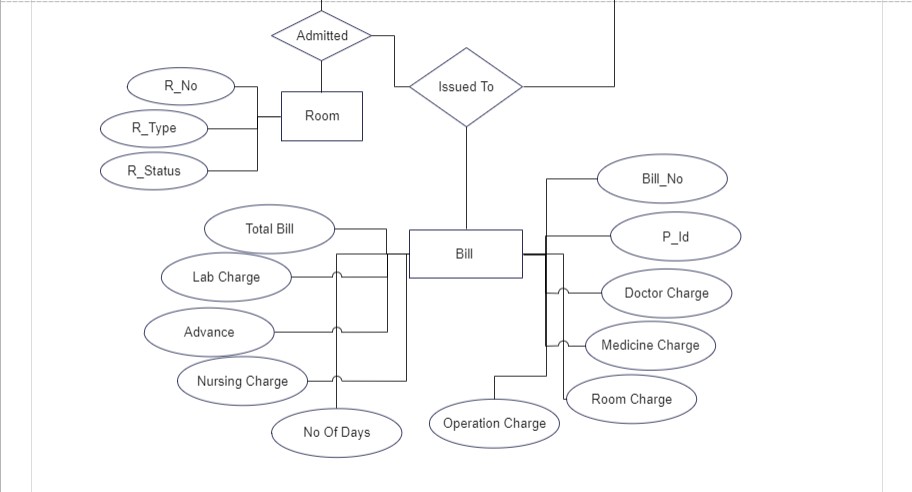 Admitted
Issued To
R_No
Room
R_Type
R_Status
Bill_No
Total Bill
P_Id
Bill
Lab Charge
Doctor Charge
Advance
Medicine Charge
Nursing Charge
Room Charge
No Of Days
Operation Charge